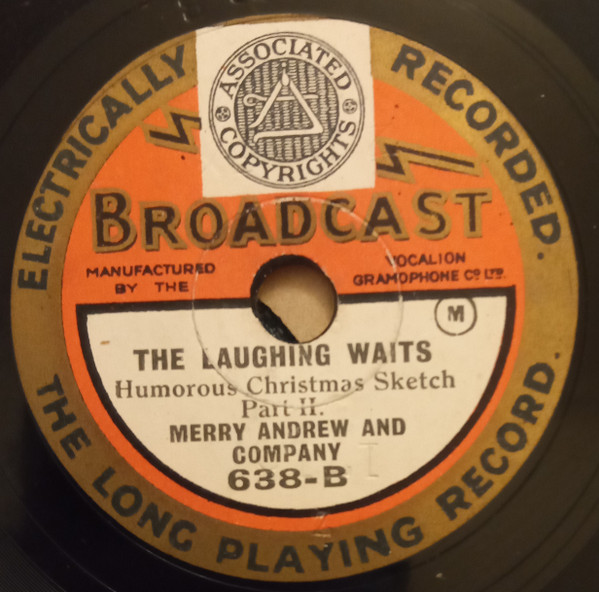 ELECTRICALLY RECORDED.
ASSOCIATED
COPYRIGHTS
A
BROADCAST
MANUFACTURED
BY THE
VOCALION
GRAMOPHONE CO LTD.
M
THE LAUGHING WAITS
Humorous Christmas Sketch
Part II.
MERRY ANDREW AND
COMPANY
638-B
THE LONG PLAYING RECORD.